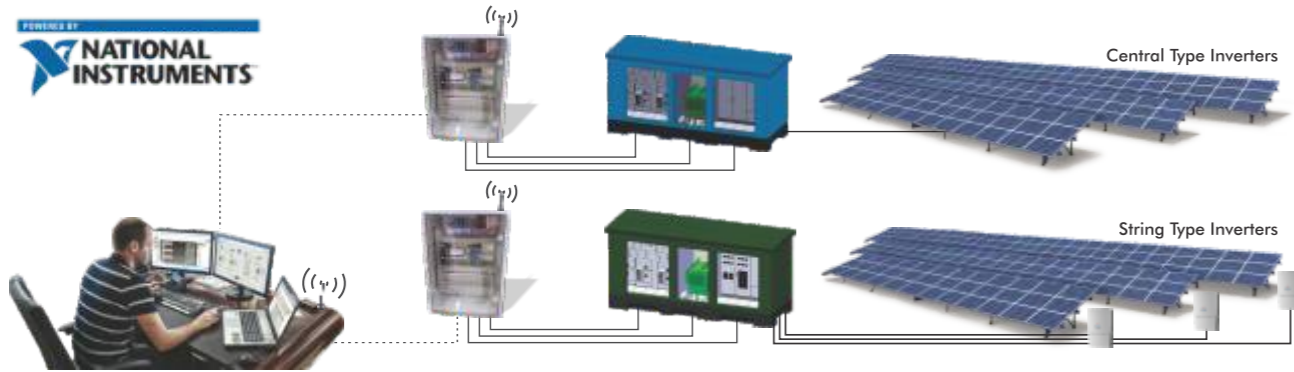 POWERED BY
NATIONAL
INSTRUMENTS
Central Type Inverters
String Type Inverters